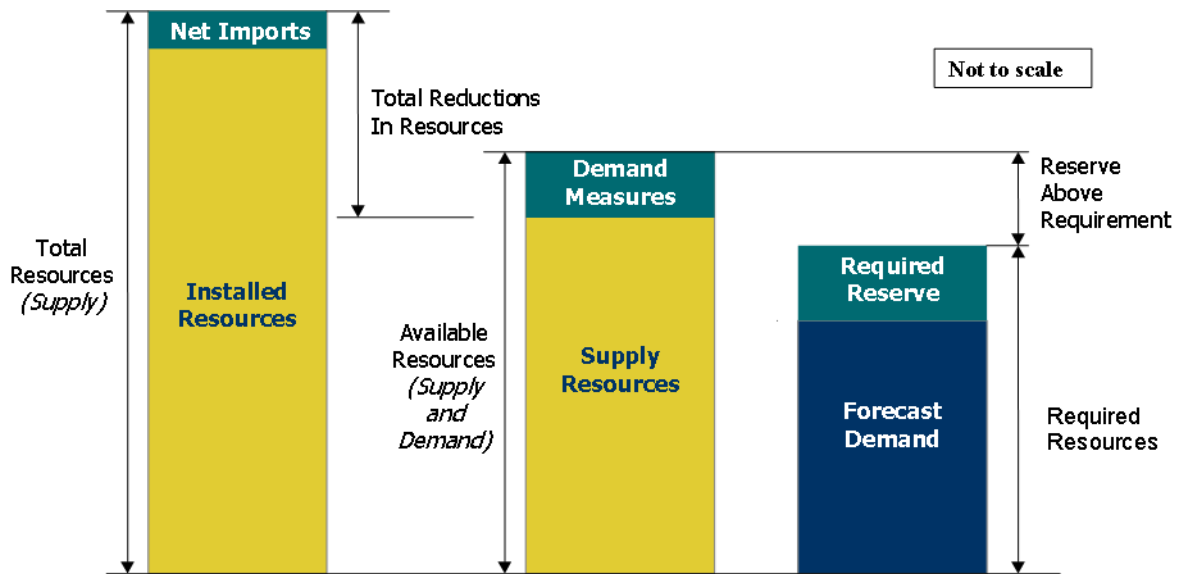 Net Imports
Not to scale
Total Reductions
In Resources
Demand
Measures
Reserve
Above
Requirement
Total
Resources
(Supply)
Installed
Resources
Required
Reserve
Available
Resources
(Supply
and
Demand)
Supply
Resources
Forecast
Demand
Required
Resources